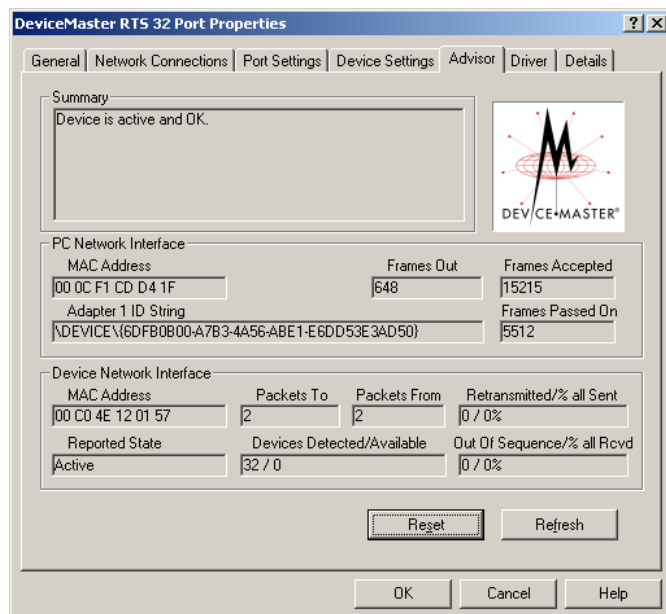 DeviceMaster RTS 32 Port Properties
General Network Connections Port Settings Device Settings Advisor Driver Details
Summary
Device is active and OK.
DEVICE•MASTER®
PC Network Interface
MAC Address Frames Out Frames Accepted
00 0C F1 CD D4 1F 648 15215
Adapter 1 ID String Frames Passed On
\DEVICE\{6DFB0B00-A7B3-4A56-ABE1-E6DD53E3AD50} 5512
Device Network Interface
MAC Address Packets To Packets From Retransmitted/% all Sent
00 C0 4E 12 01 57 2 2 0 / 0%
Reported State Devices Detected/Available Out Of Sequence/% all Rcvd
Active 32 / 0 0 / 0%
Reset Refresh
OK Cancel Help